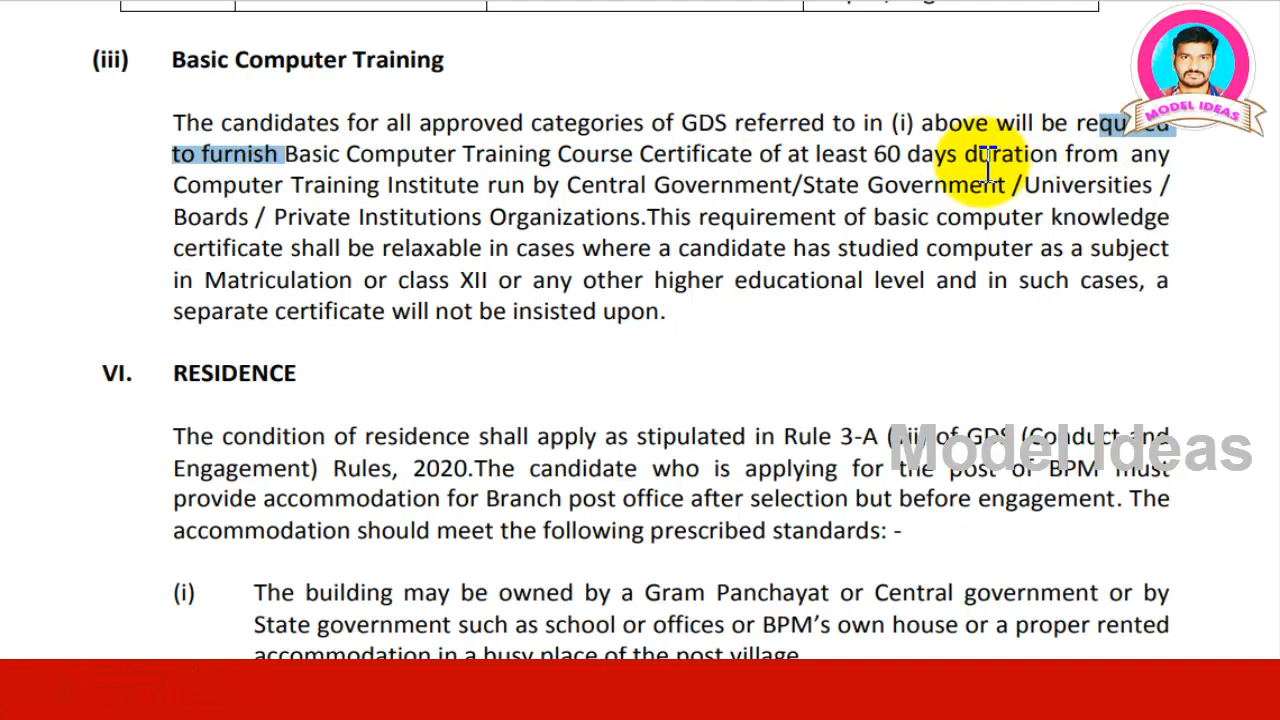 (iii) Basic Computer Training
MODEL IDEAS
The candidates for all approved categories of GDS referred to in (i) above will be required
to furnish Basic Computer Training Course Certificate of at least 60 days duration from any
Computer Training Institute run by Central Government/State Government /Universities /
Boards / Private Institutions Organizations.This requirement of basic computer knowledge
certificate shall be relaxable in cases where a candidate has studied computer as a subject
in Matriculation or class XII or any other higher educational level and in such cases, a
separate certificate will not be insisted upon.
VI. RESIDENCE
The condition of residence shall apply as stipulated in Rule 3-A of GDS (Conduct and
Model Ideas
Engagement) Rules, 2020.The candidate who is applying for the post of BPM must
provide accommodation for Branch post office after selection but before engagement. The
accommodation should meet the following prescribed standards: -
(i) The building may be owned by a Gram Panchayat or Central government or by
State government such as school or offices or BPM's own house or a proper rented
accommodation in a busy place of the post village